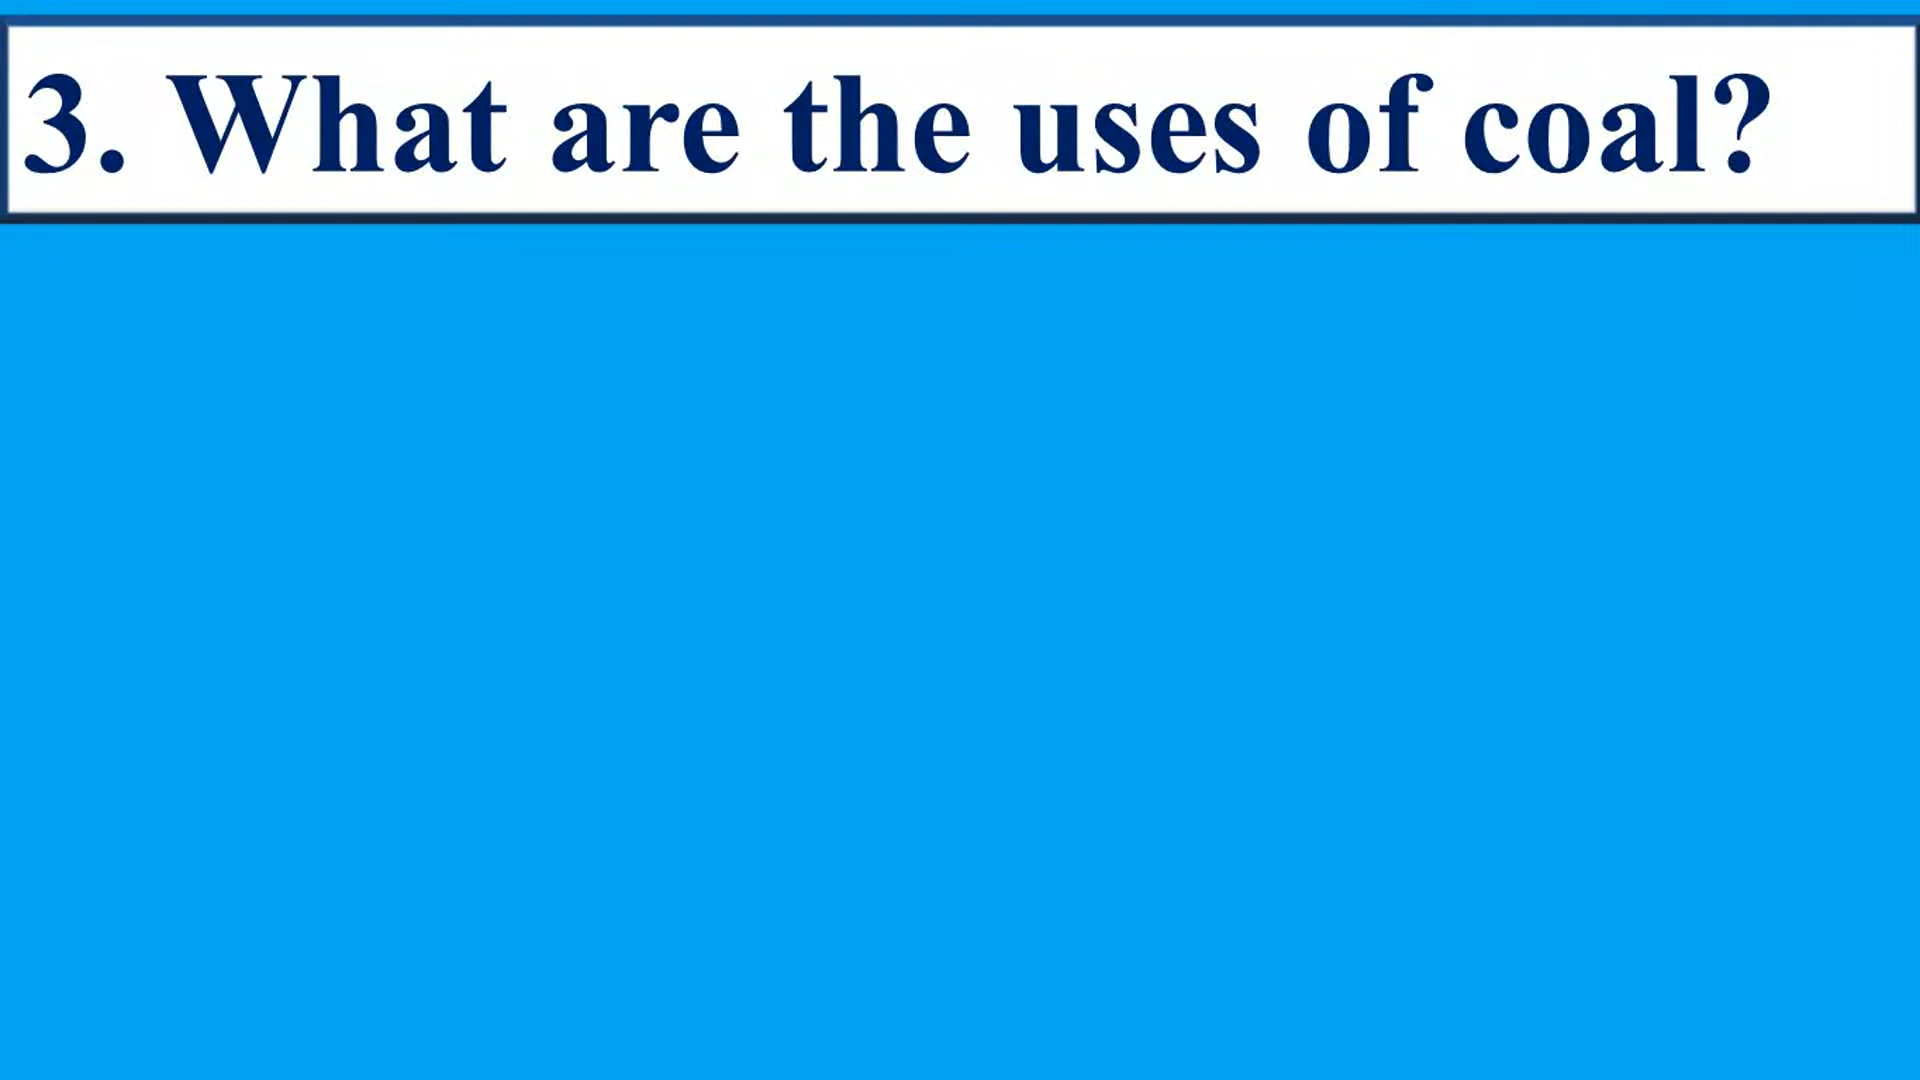 3. What are the uses of coal?